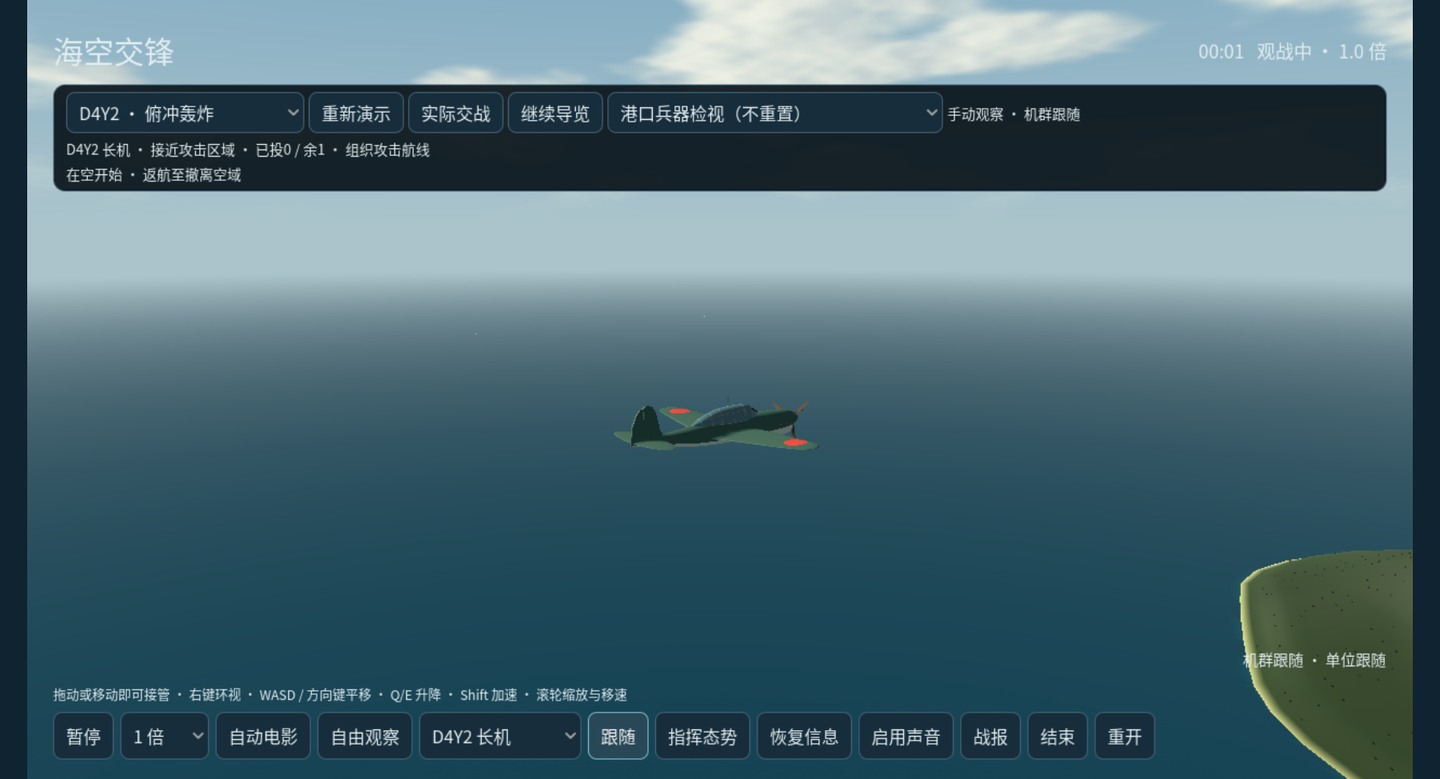 海空交锋
00:01 观战中 · 1.0 倍
D4Y2 · 俯冲轰炸 重新演示 实际交战 继续导览 港口兵器检视（不重置） 手动观察 · 机群跟随
D4Y2 长机 · 接近攻击区域 · 已投0 / 余1 · 组织攻击航线
在空开始 · 返航至撤离空域
机群跟随 · 单位跟随
拖动或移动即可接管 · 右键环视 · WASD / 方向键平移 · Q/E 升降 · Shift 加速 · 滚轮缩放与移速
暂停 1 倍 自动电影 自由观察 D4Y2 长机 跟随 指挥态势 恢复信息 启用声音 战报 结束 重开